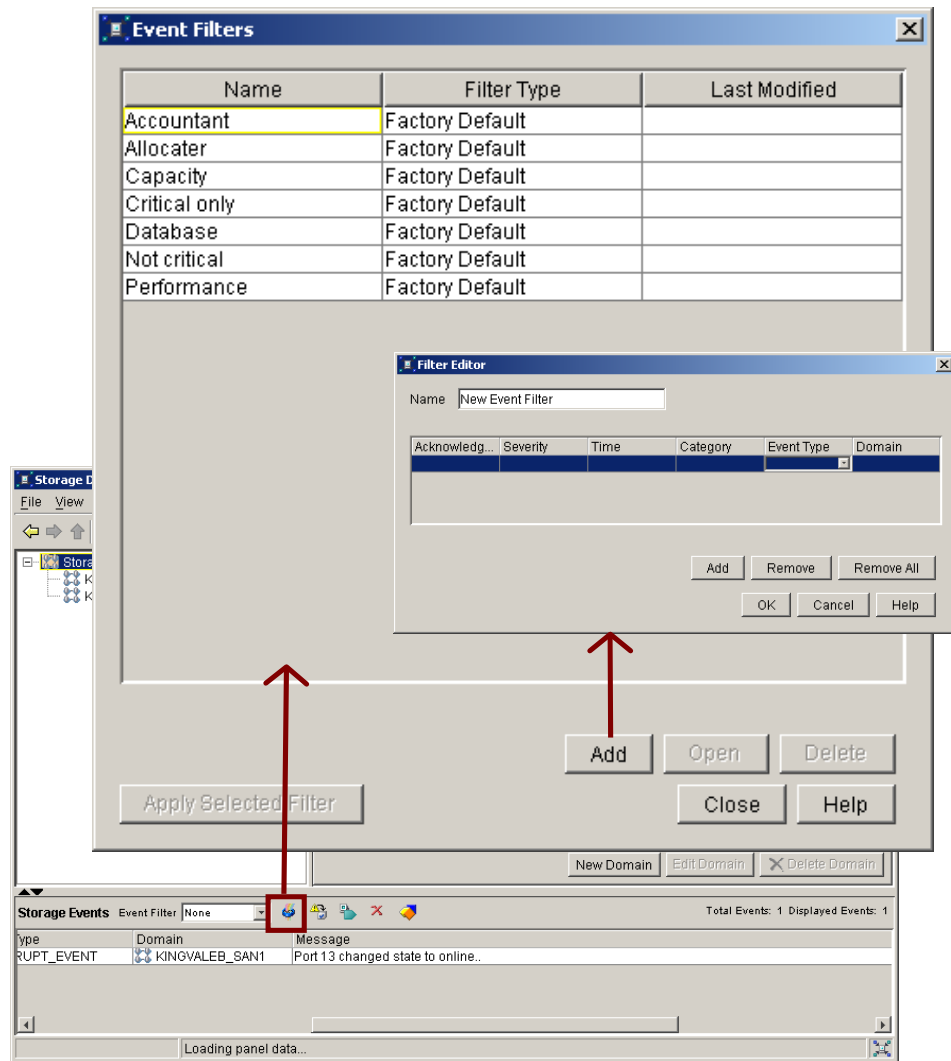 Event Filters
Name Filter Type Last Modified
Accountant Factory Default
Allocater Factory Default
Capacity Factory Default
Critical only Factory Default
Database Factory Default
Not critical Factory Default
Performance Factory Default
Filter Editor
Name New Event Filter
Acknowledg... Severity Time Category Event Type Domain
Add Remove Remove All
OK Cancel Help
Storage D
File View
Stora
K
K
Add Open Delete
Apply Selected Filter Close Help
New Domain Edit Domain Delete Domain
Storage Events Event Filter None Total Events: 1 Displayed Events: 1
Type Domain Message
RUPT_EVENT KINGVALEB_SAN1 Port 13 changed state to online..
Loading panel data...